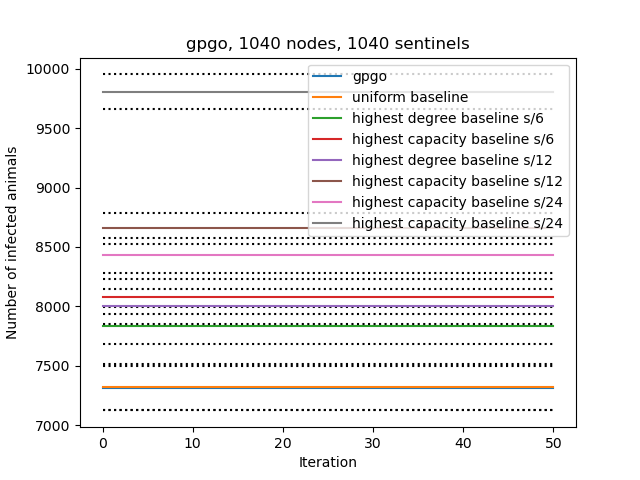 gpgo, 1040 nodes, 1040 sentinels
10000
9500
9000
8500
8000
7500
7000
Number of infected animals
gpgo
uniform baseline
highest degree baseline s/6
highest capacity baseline s/6
highest degree baseline s/12
highest capacity baseline s/12
highest capacity baseline s/24
highest capacity baseline s/24
0 10 20 30 40 50
Iteration